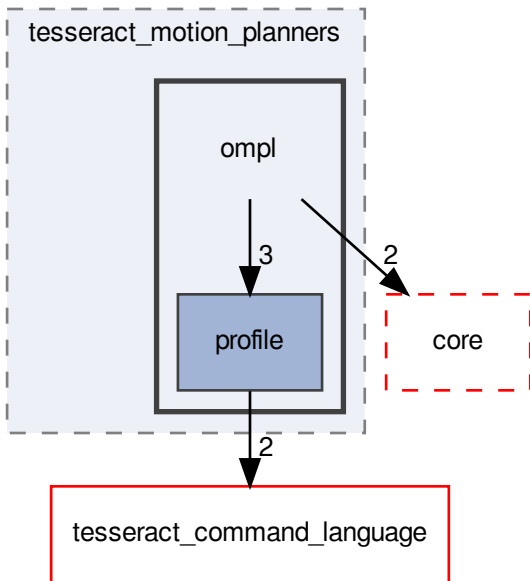 tesseract_motion_planners
ompl
3
2
profile
core
2
tesseract_command_language